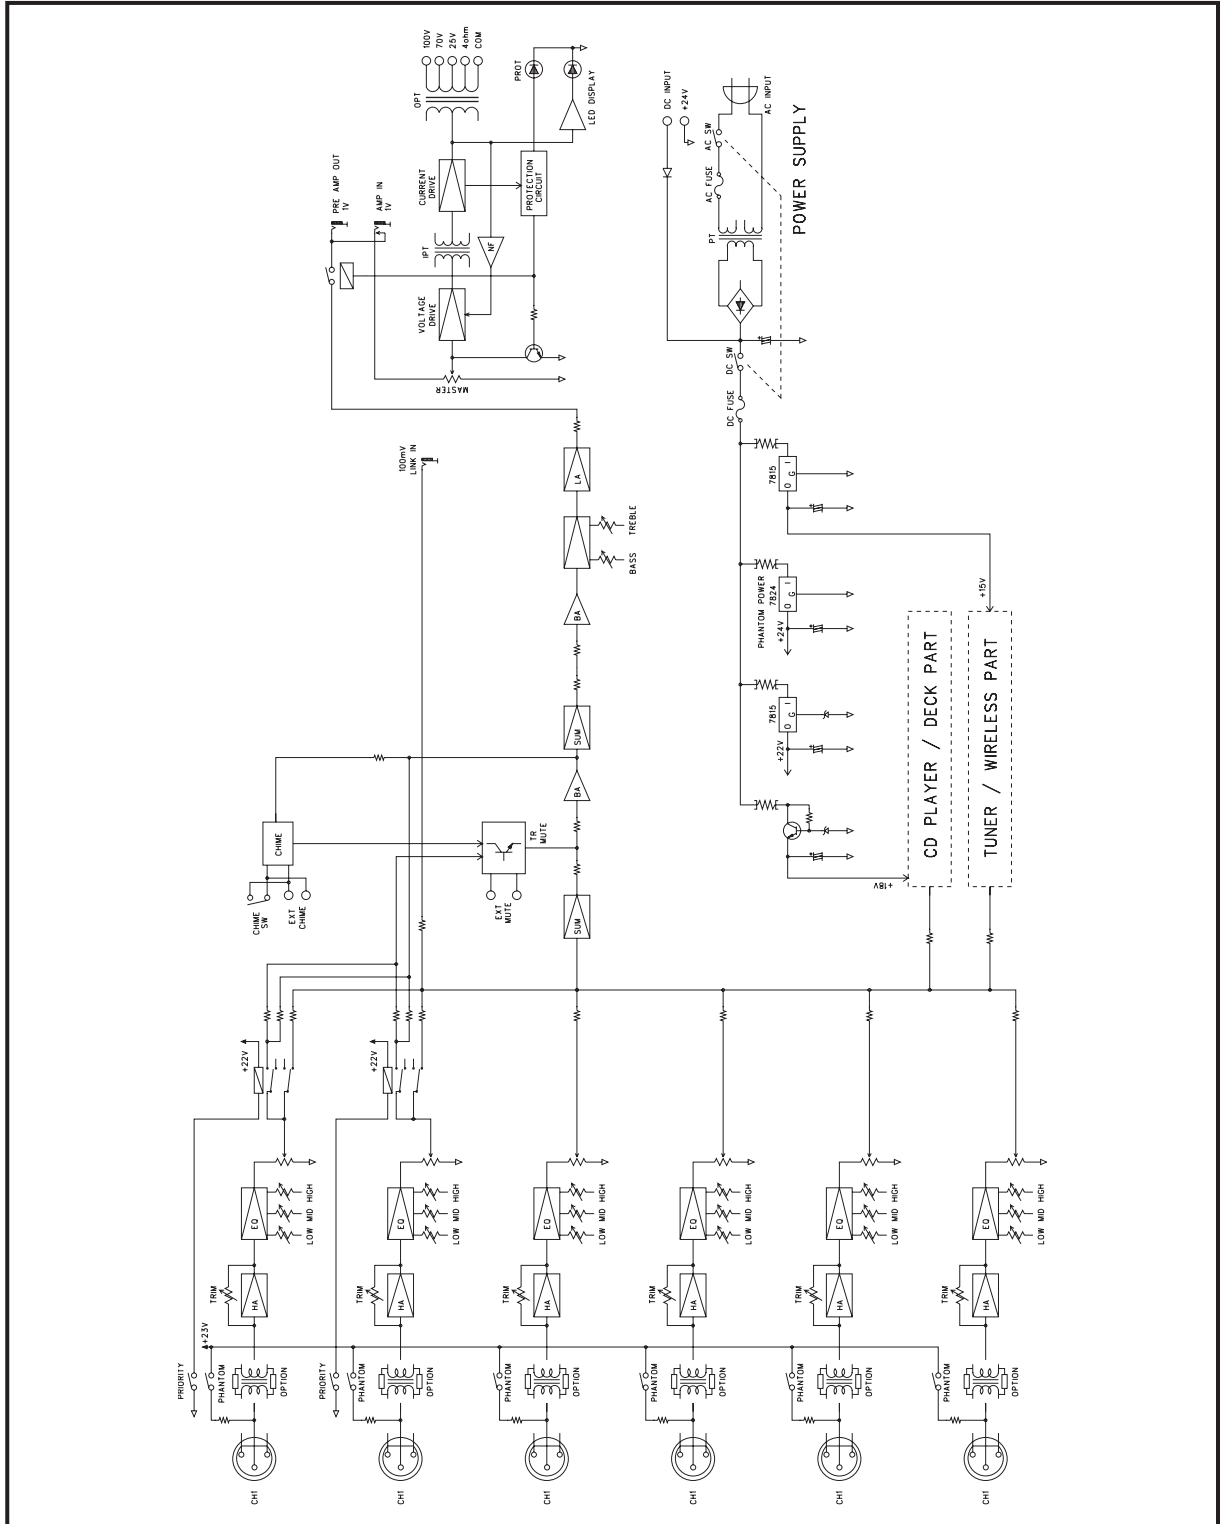 100V
70V
25V
4ohm
COM
OPT
PROT
LED DISPLAY
PRE AMP OUT
1V
AMP IN
1V
CURRENT
DRIVE
PROTECTION
CIRCUIT
IPT
NF
VOLTAGE
DRIVE
MASTER
DC INPUT
+24V
AC INPUT
AC SW
AC FUSE
PT
POWER SUPPLY
DC SW
DC FUSE
100mV
LINK IN
LA
TREBLE
BASS
BA
SUM
BA
TR
MUTE
EXT
MUTE
SUM
CHIME
CHIME
SW
EXT
CHIME
7815
O G I
+15V
PHANTOM POWER
7824
O G I
+24V
7815
O G I
+22V
+18V
CD PLAYER / DECK PART
TUNER / WIRELESS PART
+22V
+22V
EQ
LOW MID HIGH
EQ
LOW MID HIGH
EQ
LOW MID HIGH
EQ
LOW MID HIGH
EQ
LOW MID HIGH
EQ
LOW MID HIGH
TRIM
HA
TRIM
HA
TRIM
HA
TRIM
HA
TRIM
HA
TRIM
HA
+23V
PRIORITY
PHANTOM
OPTION
PRIORITY
PHANTOM
OPTION
PHANTOM
OPTION
PHANTOM
OPTION
PHANTOM
OPTION
PHANTOM
OPTION
CH1
CH1
CH1
CH1
CH1
CH1